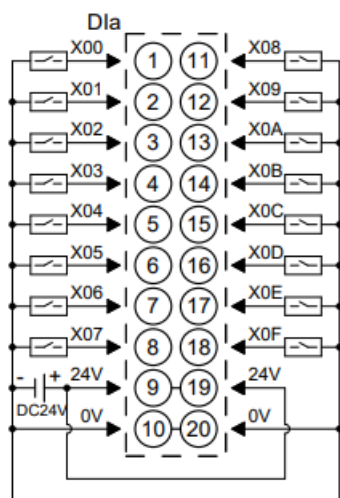 DIa
X00 1 11 X08
X01 2 12 X09
X02 3 13 X0A
X03 4 14 X0B
X04 5 15 X0C
X05 6 16 X0D
X06 7 17 X0E
X07 8 18 X0F
- + 24V 9 19 24V
DC24V
0V 10 20 0V